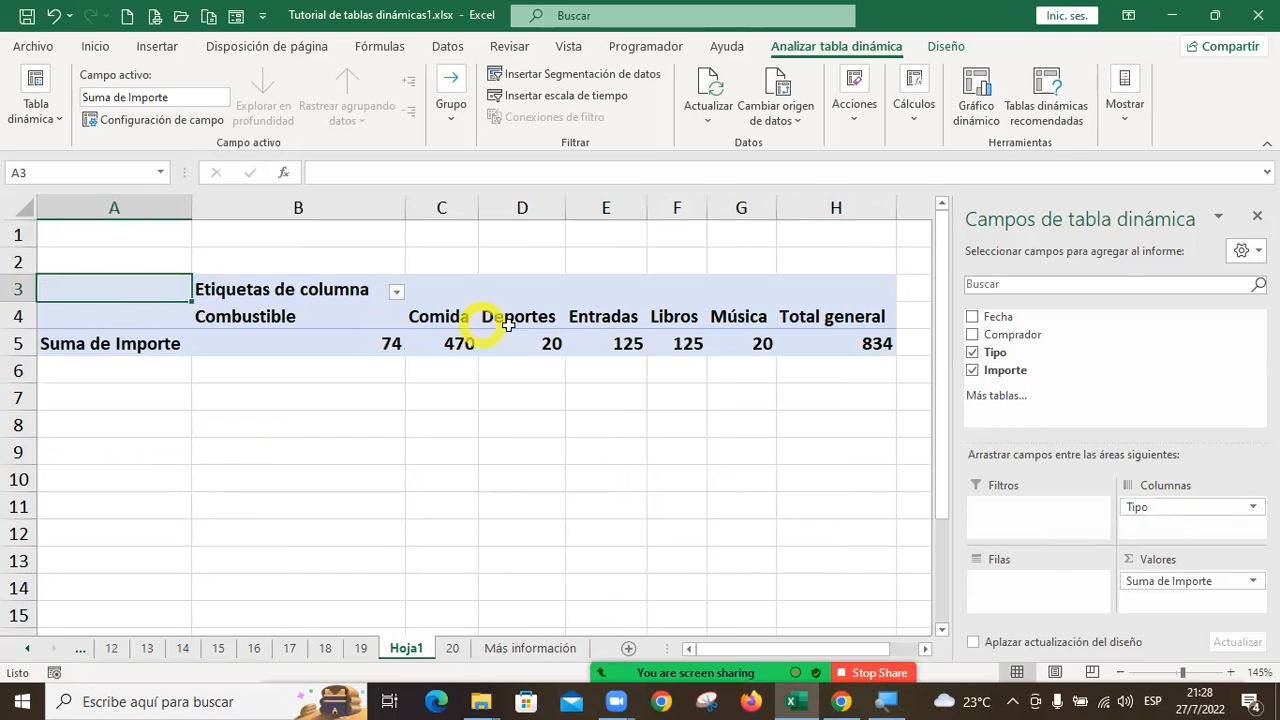 Tutorial de tablas dinámicas1.xlsx - Excel
Buscar
Inic. ses.
Archivo Inicio Insertar Disposición de página Fórmulas Datos Revisar Vista Programador Ayuda Analizar tabla dinámica Diseño Compartir
Tabla dinámica
Campo activo:
Suma de Importe
Configuración de campo
Explorar en profundidad
Rastrear agrupando datos
Campo activo
Grupo
Insertar Segmentación de datos
Insertar escala de tiempo
Conexiones de filtro
Filtrar
Actualizar
Cambiar origen de datos
Datos
Acciones
Cálculos
Gráfico dinámico
Tablas dinámicas recomendadas
Herramientas
Mostrar
A3
A B C D E F G H
1
2
3 Etiquetas de columna
4 Combustible Comida Deportes Entradas Libros Música Total general
5 Suma de Importe 74 470 20 125 125 20 834
6
7
8
9
10
11
12
13
14
15
Campos de tabla dinámica
Seleccionar campos para agregar al informe:
Buscar
Fecha
Comprador
Tipo
Importe
Más tablas...
Arrastrar campos entre las áreas siguientes:
Filtros
Columnas
Tipo
Filas
Valores
Suma de Importe
Aplazar actualización del diseño
Actualizar
... 12 13 14 15 16 17 18 19 Hoja1 20 Más información
Listo
You are screen sharing
Stop Share
145%
Escribe aquí para buscar
23°C
ESP
21:28
27/7/2022
4